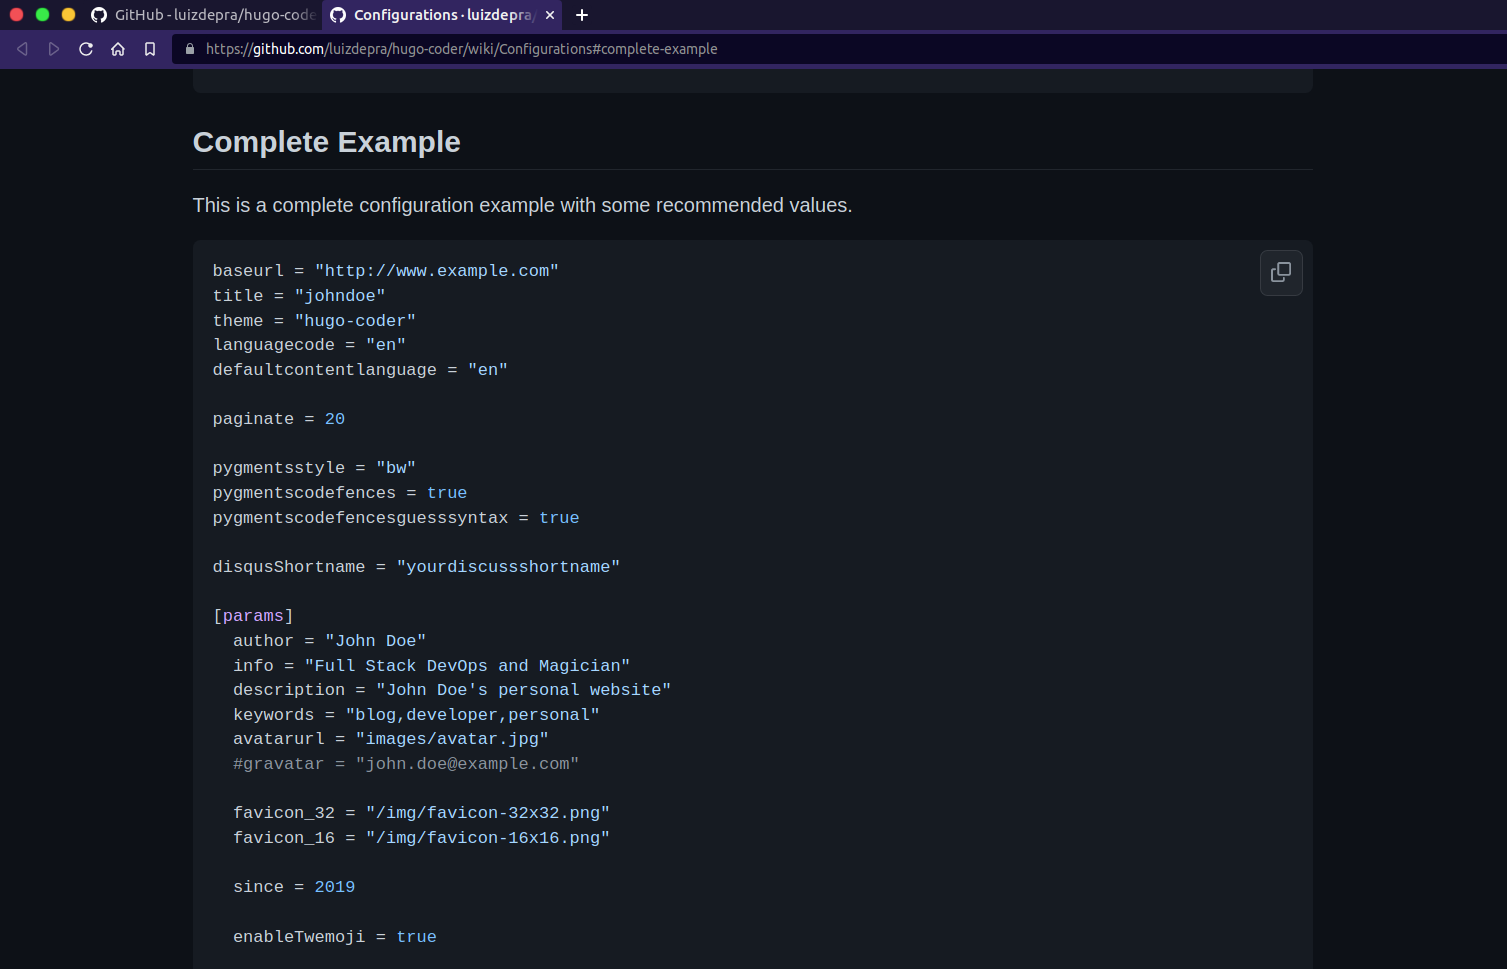 GitHub - luizdepra/hugo-code
Configurations · luizdepra/
https://github.com/luizdepra/hugo-coder/wiki/Configurations#complete-example
Complete Example
This is a complete configuration example with some recommended values.
baseurl = "http://www.example.com"
title = "johndoe"
theme = "hugo-coder"
languagecode = "en"
defaultcontentlanguage = "en"
paginate = 20
pygmentsstyle = "bw"
pygmentscodefences = true
pygmentscodefencesguesssyntax = true
disqusShortname = "yourdiscussshortname"
[params]
author = "John Doe"
info = "Full Stack DevOps and Magician"
description = "John Doe's personal website"
keywords = "blog,developer,personal"
avatarurl = "images/avatar.jpg"
#gravatar = "john.doe@example.com"
favicon_32 = "/img/favicon-32x32.png"
favicon_16 = "/img/favicon-16x16.png"
since = 2019
enableTwemoji = true